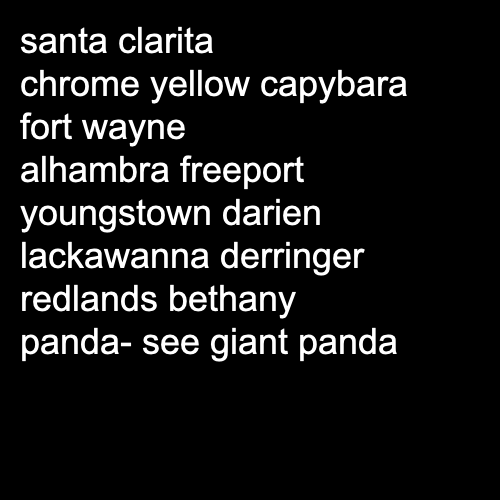 santa clarita
chrome yellow capybara
fort wayne
alhambra freeport
youngstown darien
lackawanna derringer
redlands bethany
panda- see giant panda